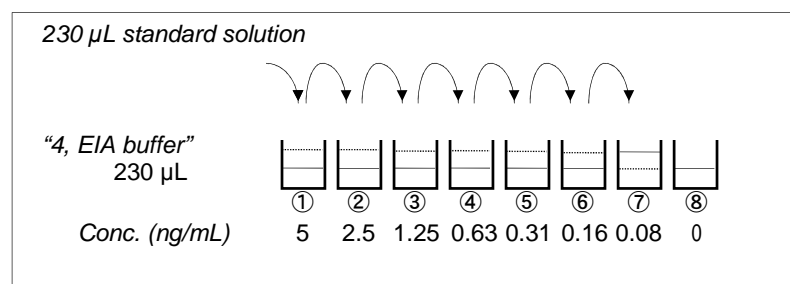 230 µL standard solution
“4, EIA buffer”
230 µL
① ② ③ ④ ⑤ ⑥ ⑦ ⑧
Conc. (ng/mL) 5 2.5 1.25 0.63 0.31 0.16 0.08 0